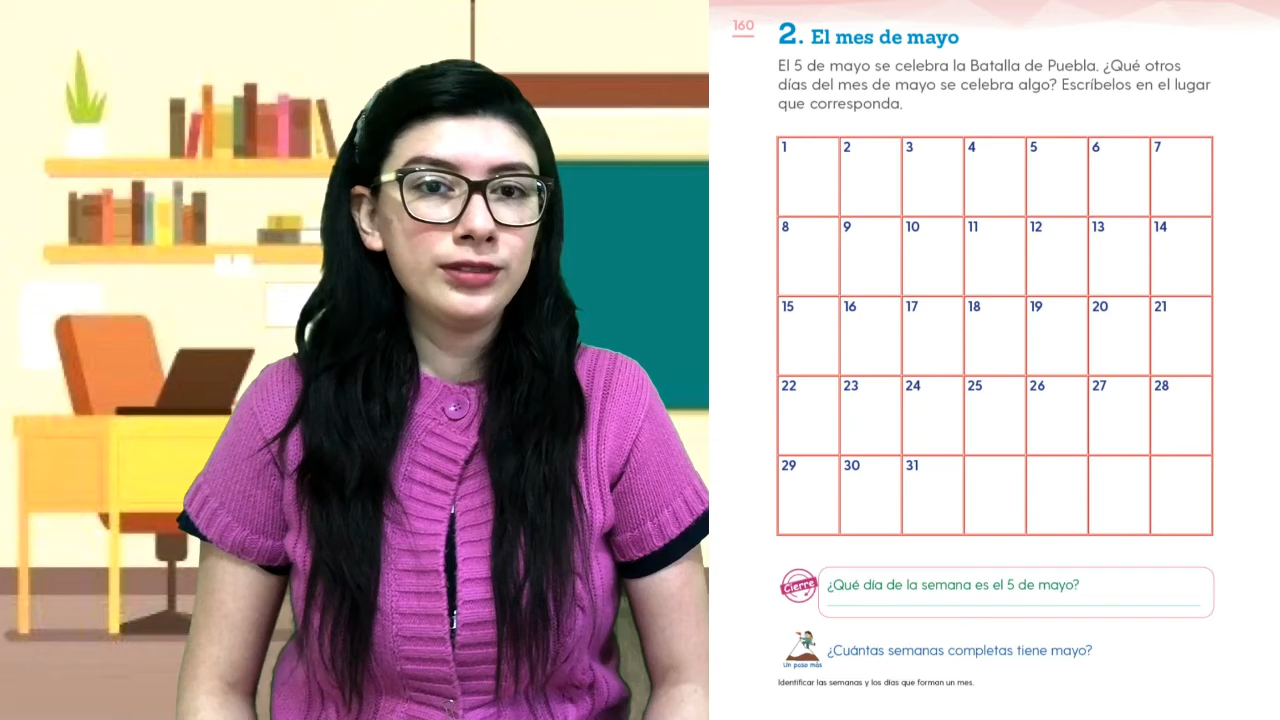 160
2. El mes de mayo
El 5 de mayo se celebra la Batalla de Puebla. ¿Qué otros
días del mes de mayo se celebra algo? Escríbelos en el lugar
que corresponda.
1 2 3 4 5 6 7
8 9 10 11 12 13 14
15 16 17 18 19 20 21
22 23 24 25 26 27 28
29 30 31
Cierre
¿Qué día de la semana es el 5 de mayo?
Un paso más
¿Cuántas semanas completas tiene mayo?
Identificar las semanas y los días que forman un mes.